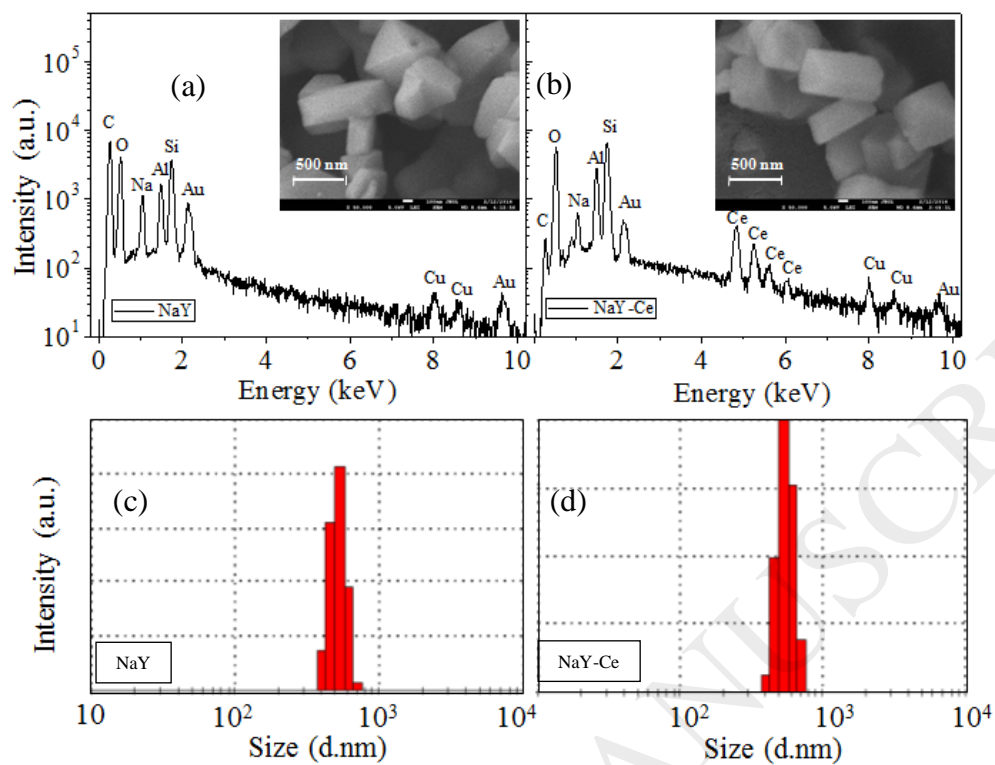 (a)
C
O
Na
Al
Si
Au
Cu
Cu
Au
500 nm
NaY
Intensity (a.u.)
10^5
10^4
10^3
10^2
10^1
0 2 4 6 8 10
Energy (keV)
(b)
C
O
Na
Al
Si
Au
Ce
Ce
Ce
Ce
Cu
Cu
Au
500 nm
NaY-Ce
2 4 6 8 10
Energy (keV)
(c)
NaY
Intensity (a.u.)
10 10^2 10^3 10^4
Size (d.nm)
(d)
NaY-Ce
10^2 10^3 10^4
Size (d.nm)